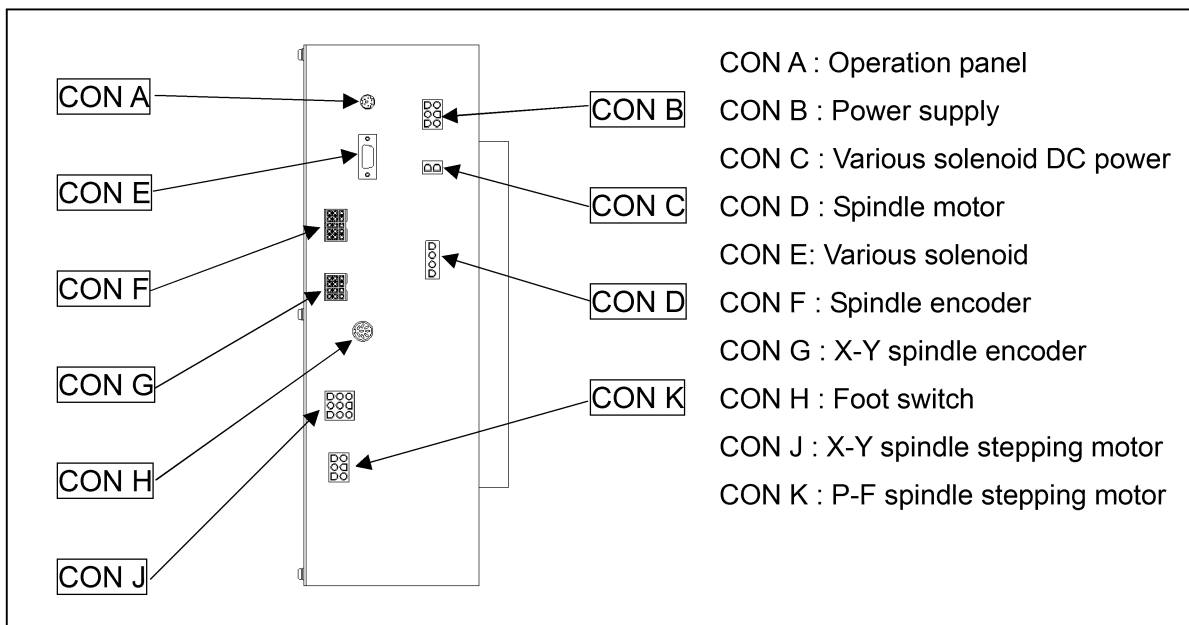 CON A
CON E
CON F
CON G
CON H
CON J
CON B
CON C
CON D
CON K
CON A : Operation panel
CON B : Power supply
CON C : Various solenoid DC power
CON D : Spindle motor
CON E: Various solenoid
CON F : Spindle encoder
CON G : X-Y spindle encoder
CON H : Foot switch
CON J : X-Y spindle stepping motor
CON K : P-F spindle stepping motor